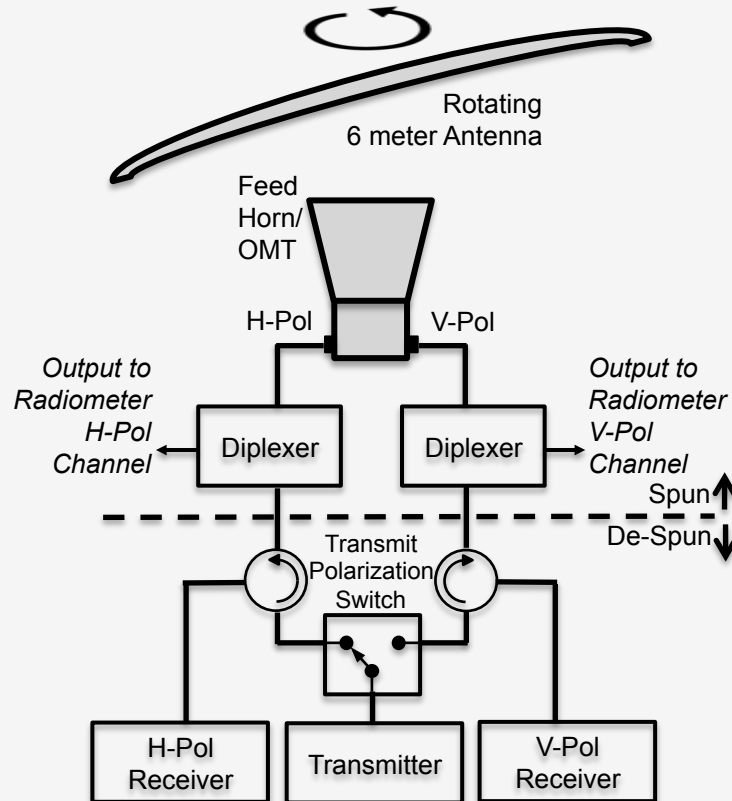 Rotating
6 meter Antenna
Feed
Horn/
OMT
H-Pol
V-Pol
Output to
Radiometer
H-Pol
Channel
Diplexer
Diplexer
Output to
Radiometer
V-Pol
Channel
Spun
De-Spun
Transmit
Polarization
Switch
H-Pol
Receiver
Transmitter
V-Pol
Receiver